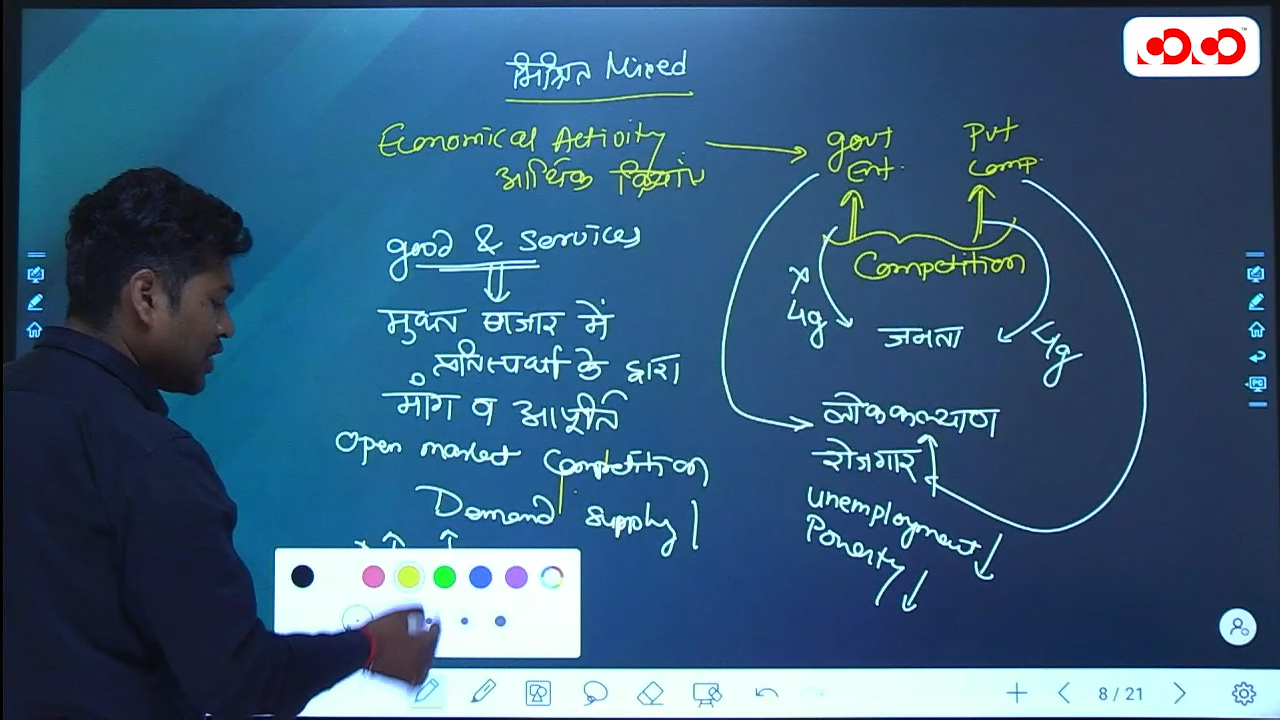 मिश्रित Mixed
Economical Activity
आर्थिक क्रियाएं
govt
Ent.
Pvt
Comp.
Competition
good & services
मुक्त बाजार में
प्रतिस्पर्धा के द्वारा
मांग व आपूर्ति
Open market Competition
Demand supply |
x
4g
जनता
4g
लोककल्याण
रोजगार
unemployment
Poverty
8 / 21